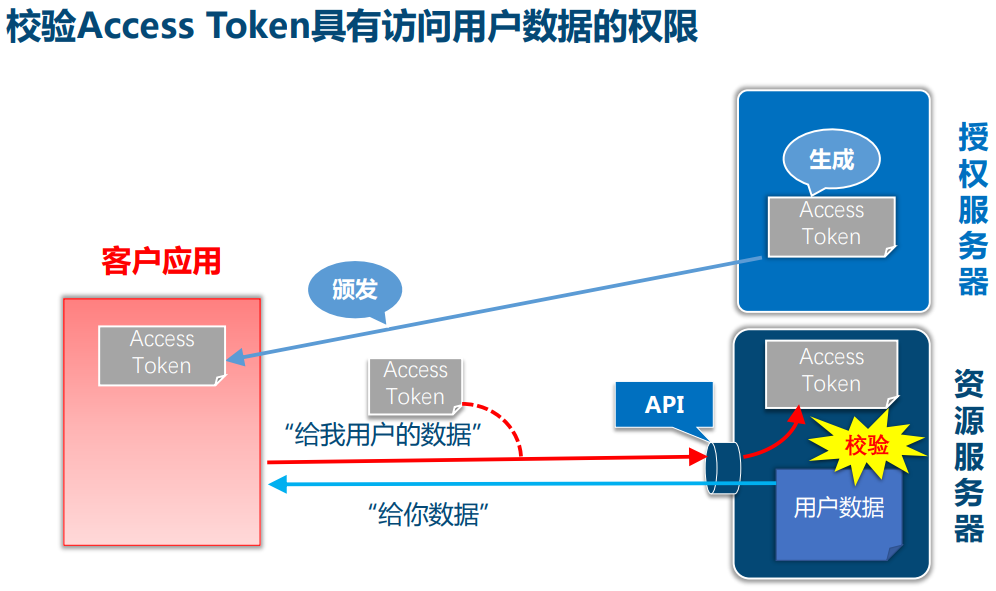 校验Access Token具有访问用户数据的权限
生成
Access
Token
授权服务器
客户应用
颁发
Access
Token
Access
Token
“给我用户的数据”
API
Access
Token
校验
用户数据
“给你数据”
资源服务器